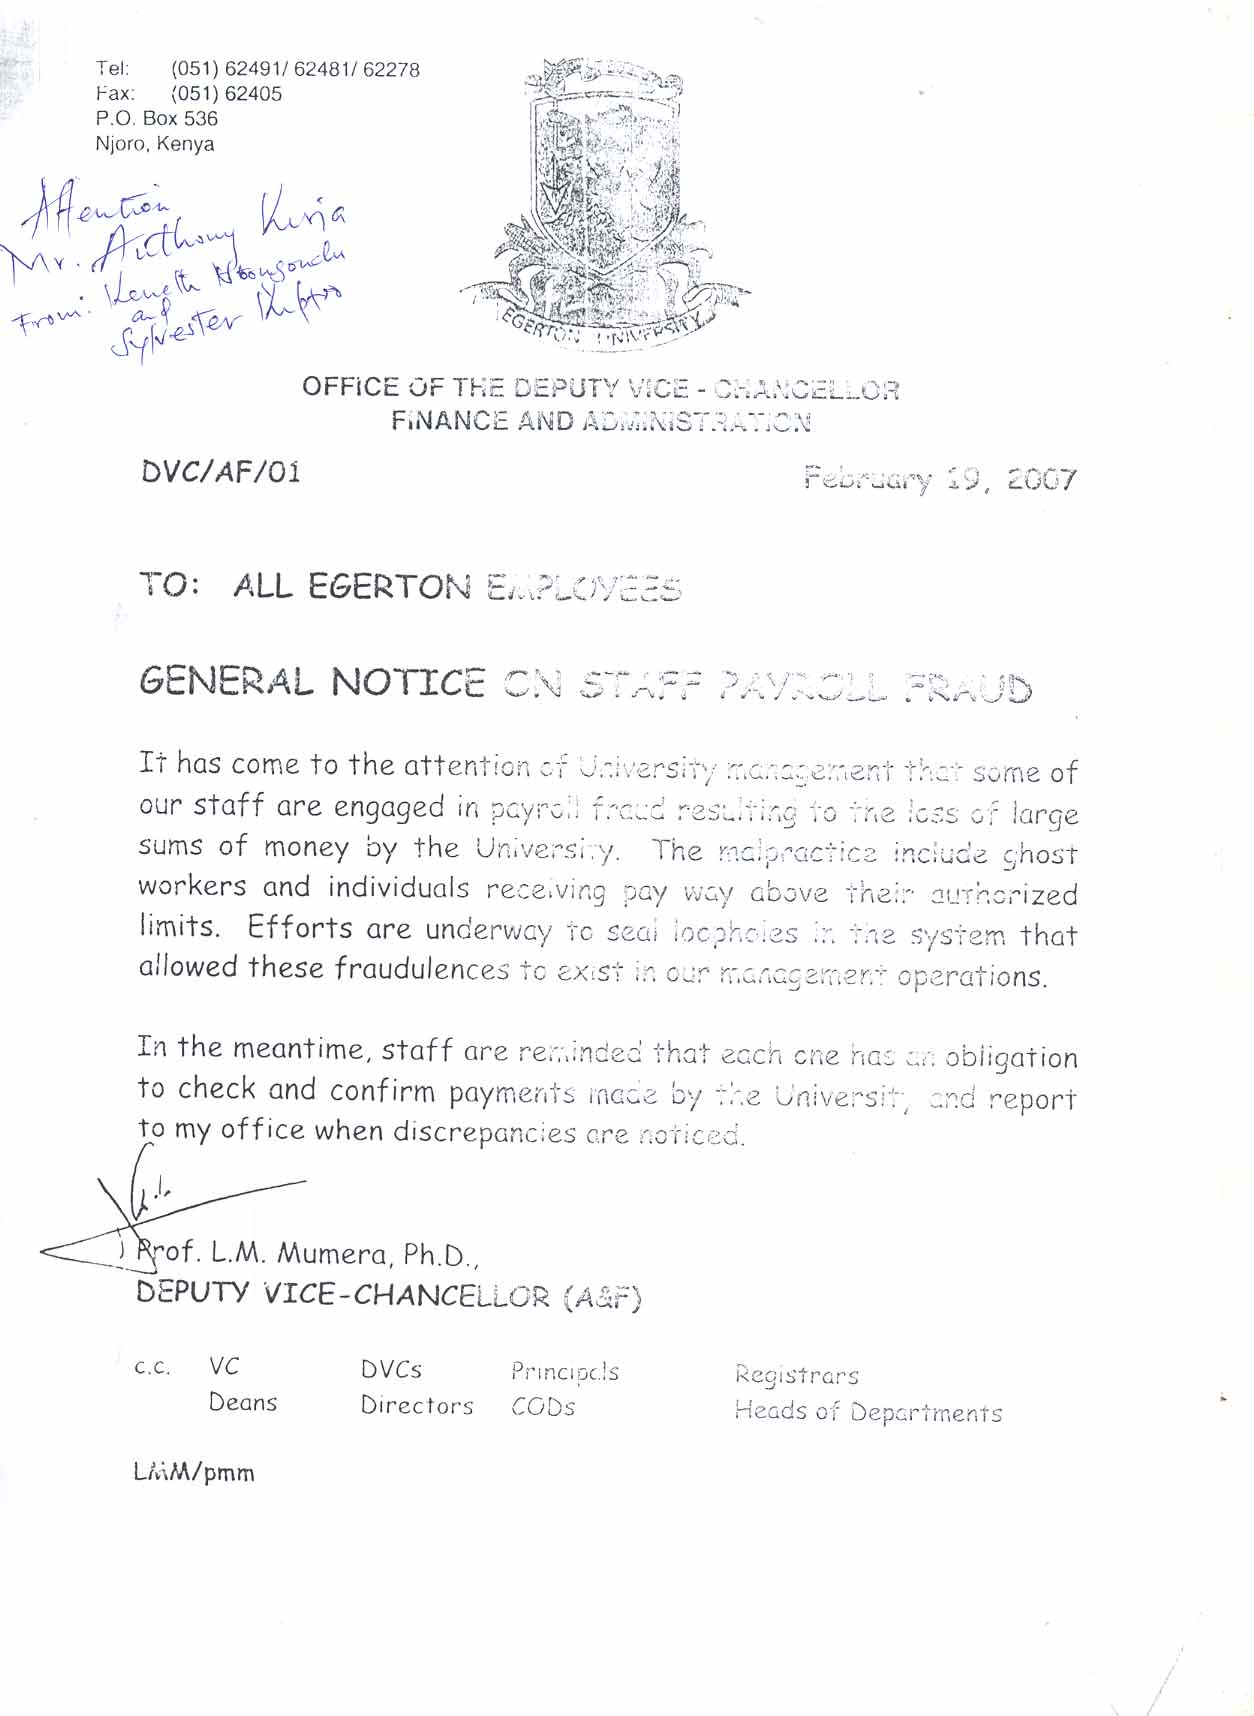 Tel: (051) 62491/ 62481/ 62278
Fax: (051) 62405
P.O. Box 536
Njoro, Kenya
Attention
Mr. Anthony
From: Keneth
and
Sylvester Kiptoo
EGERTON UNIVERSITY
OFFICE OF THE DEPUTY VICE - CHANCELLOR
FINANCE AND ADMINISTRATION
DVC/AF/01 February 19, 2007
TO: ALL EGERTON EMPLOYEES
GENERAL NOTICE ON STAFF PAYROLL FRAUD
It has come to the attention of University management that some of
our staff are engaged in payroll fraud resulting to the loss of large
sums of money by the University. The malpractice include ghost
workers and individuals receiving pay way above their authorized
limits. Efforts are underway to seal loopholes in the system that
allowed these fraudulences to exist in our management operations.
In the meantime, staff are reminded that each one has an obligation
to check and confirm payments made by the University and report
to my office when discrepancies are noticed.
Prof. L.M. Mumera, Ph.D.,
DEPUTY VICE-CHANCELLOR (A&F)
c.c. VC DVCs Principals Registrars
Deans Directors CODs Heads of Departments
LMM/pmm